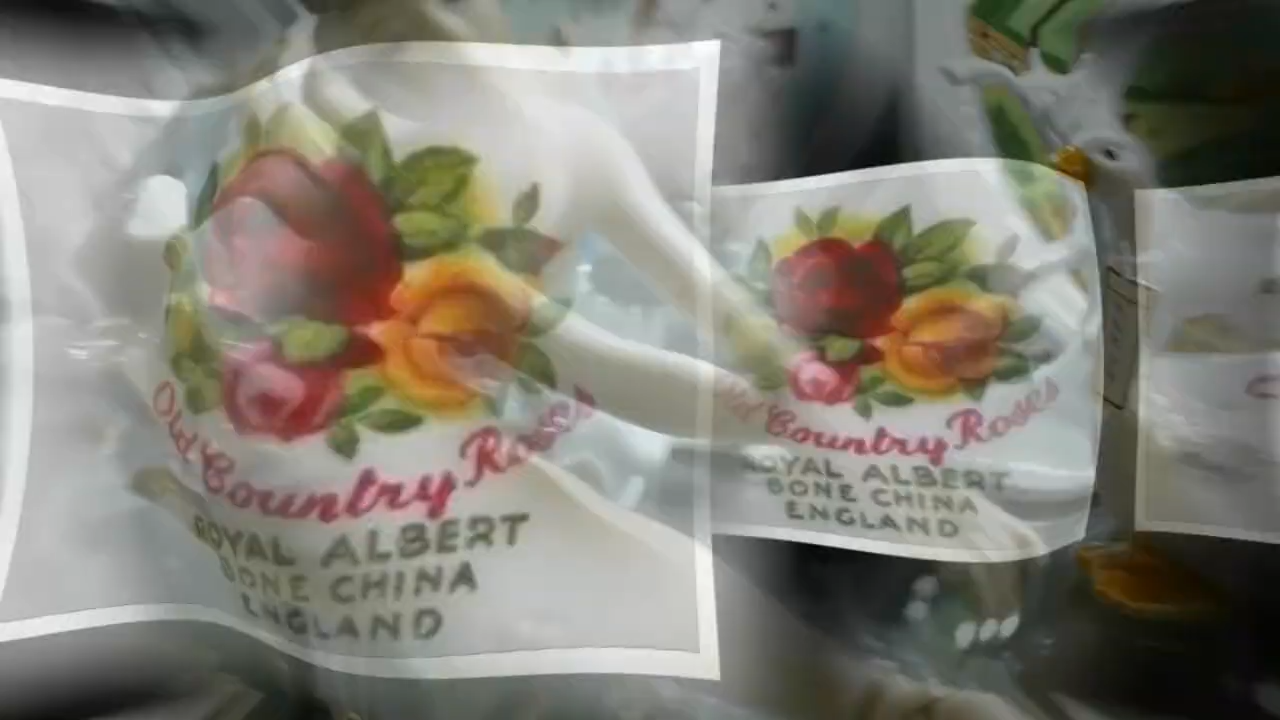 Old Country Roses
ROYAL ALBERT
BONE CHINA
ENGLAND
Old Country Roses
ROYAL ALBERT
BONE CHINA
ENGLAND